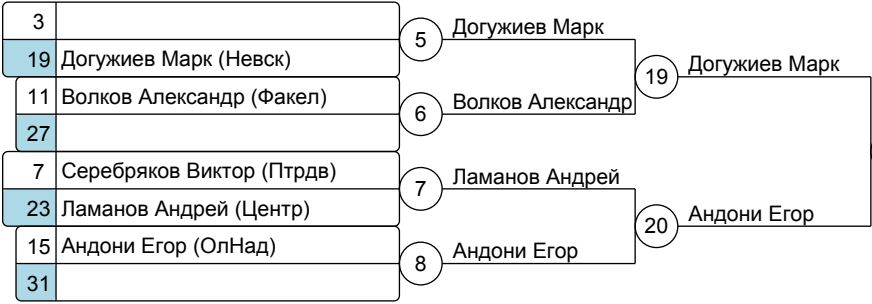 3
19 Догужиев Марк (Невск)
5 Догужиев Марк
11 Волков Александр (Факел)
27
6 Волков Александр
19 Догужиев Марк
7 Серебряков Виктор (Птрдв)
23 Ламанов Андрей (Центр)
7 Ламанов Андрей
15 Андони Егор (ОлНад)
31
8 Андони Егор
20 Андони Егор